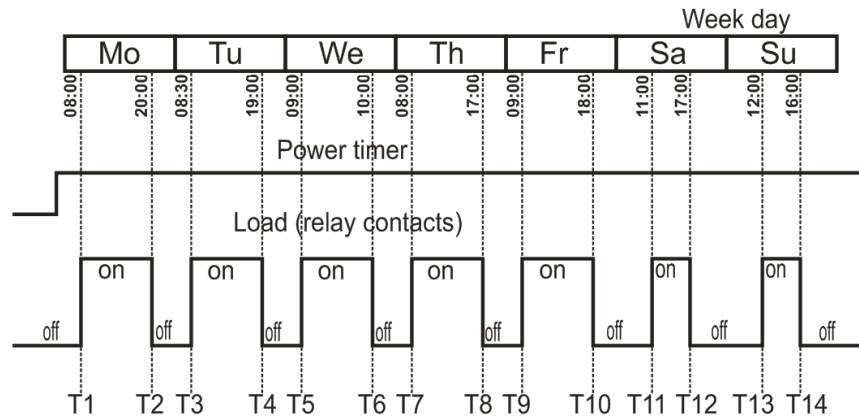 Week day
Mo Tu We Th Fr Sa Su
08:00 20:00 08:30 19:00 09:00 10:00 08:00 17:00 09:00 18:00 11:00 17:00 12:00 16:00
Power timer
Load (relay contacts)
on on on on on on on
off off off off off off off off
T1 T2 T3 T4 T5 T6 T7 T8 T9 T10 T11 T12 T13 T14